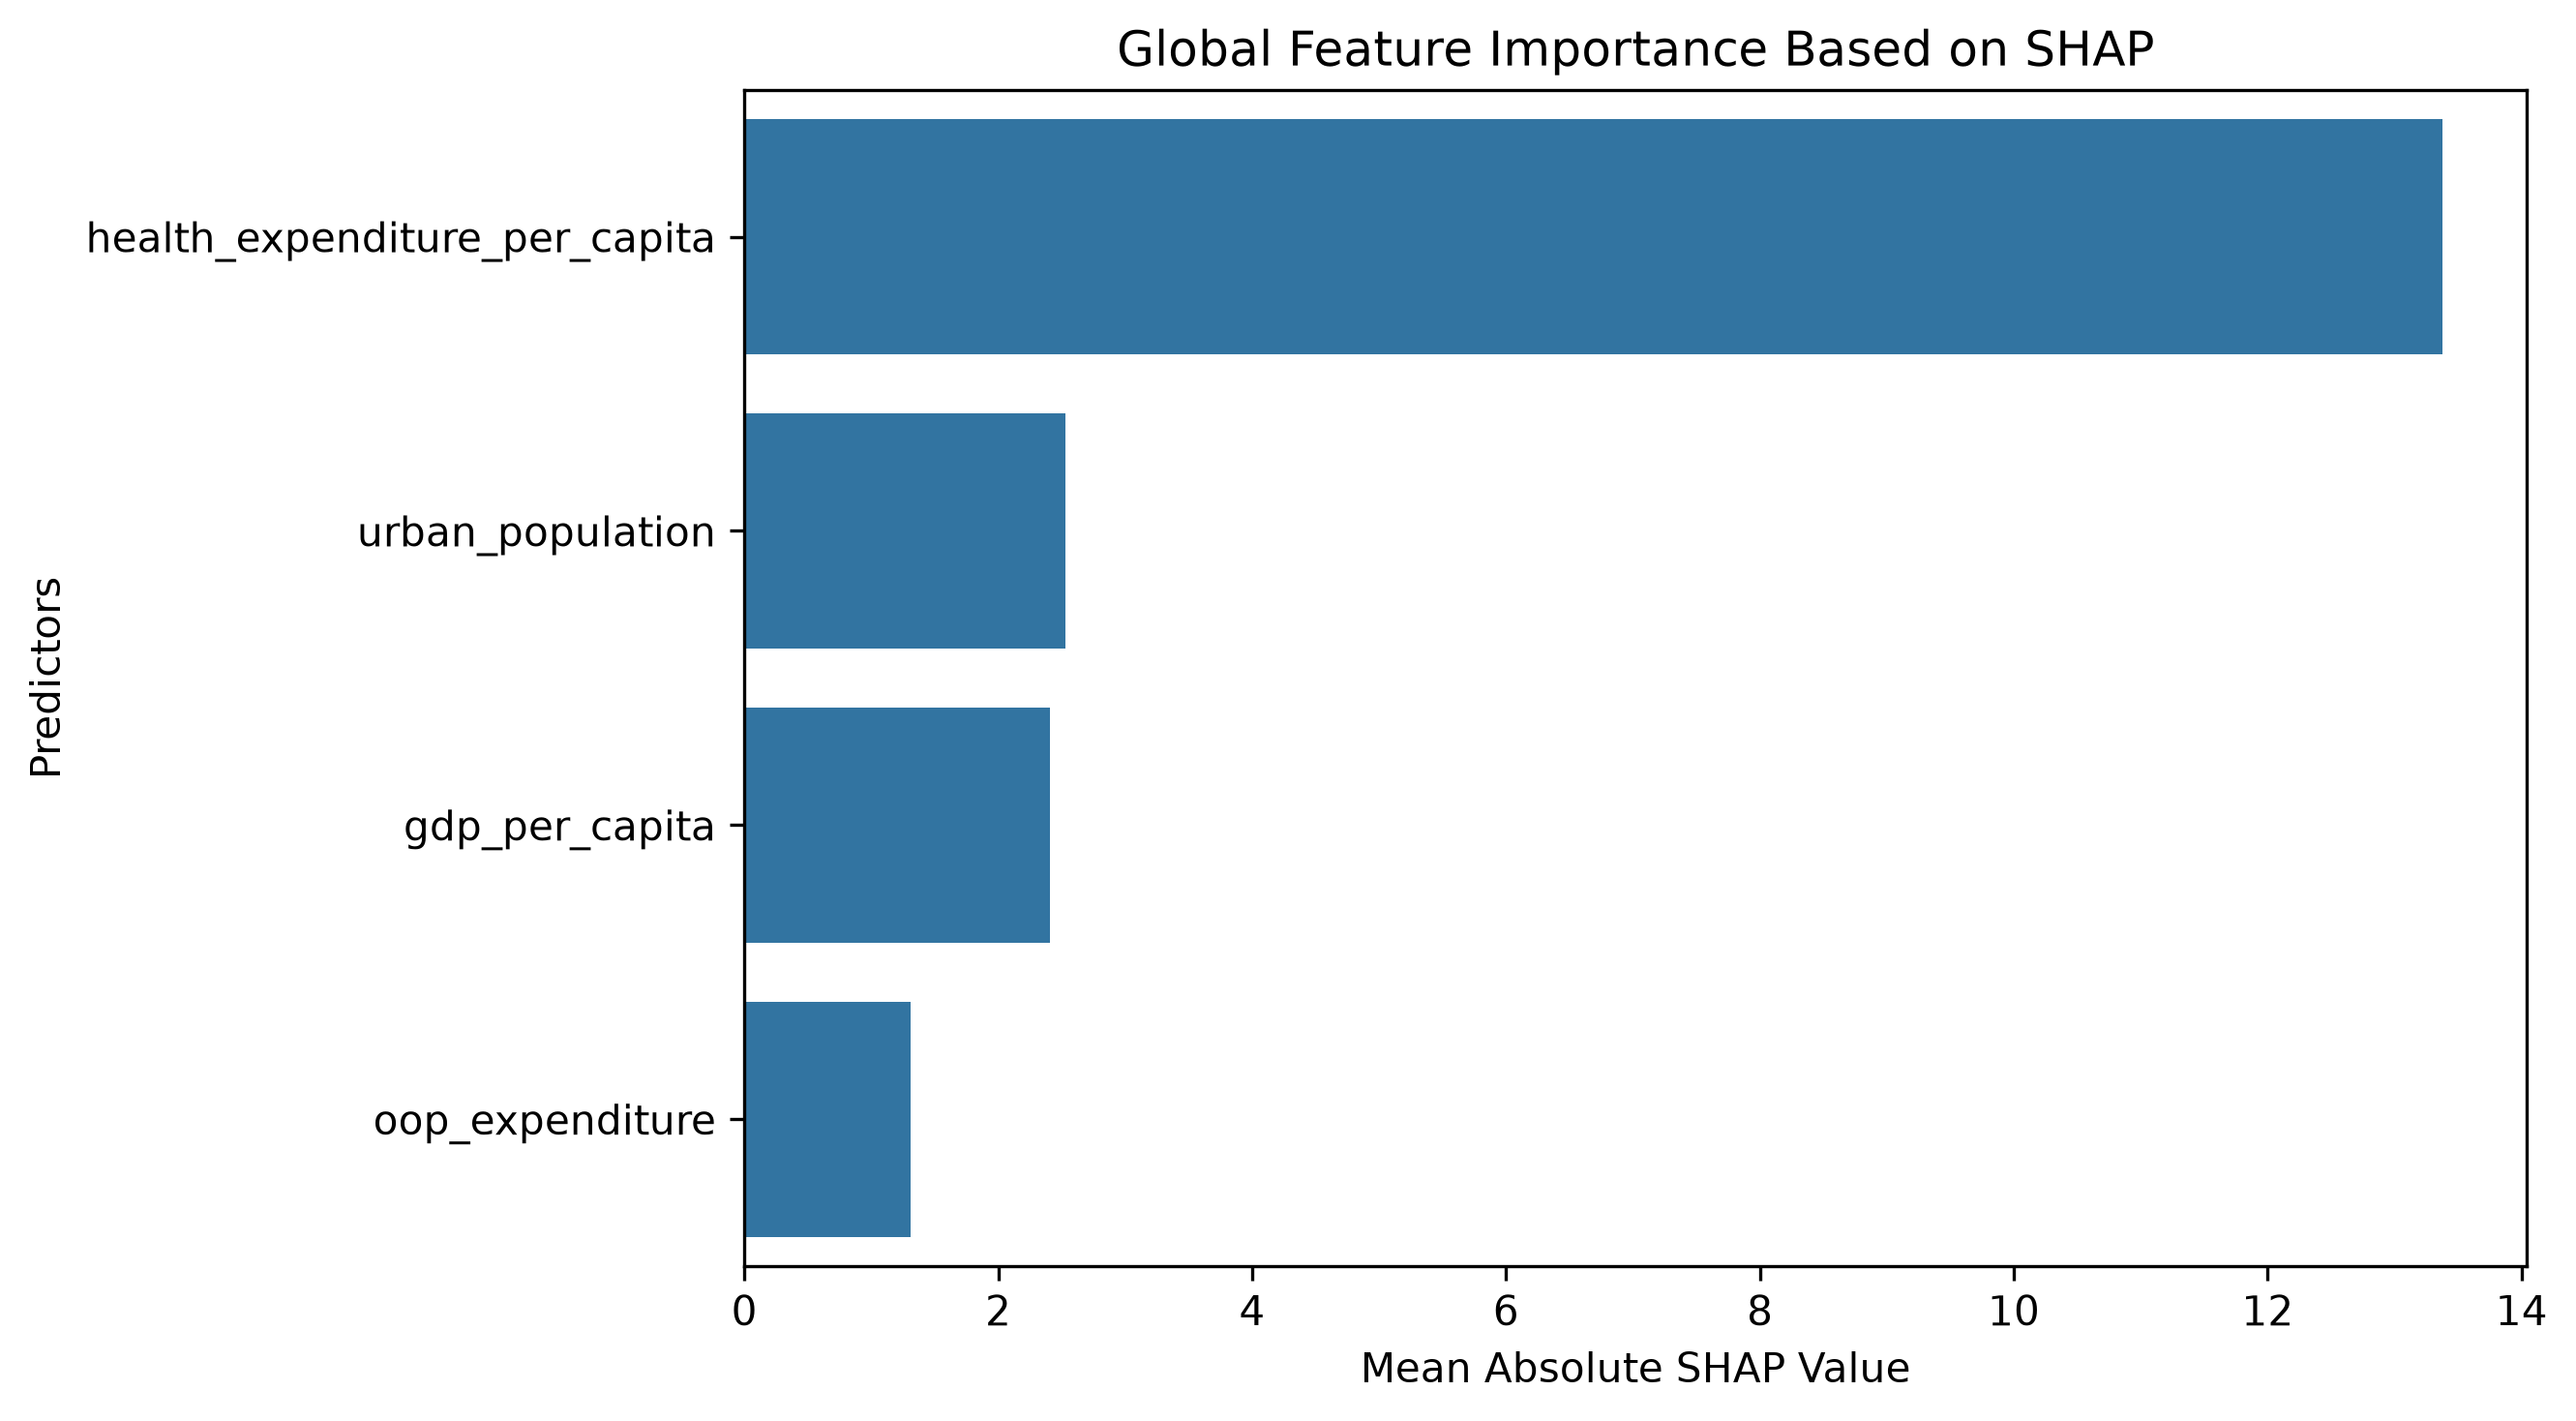 Global Feature Importance Based on SHAP
health_expenditure_per_capita
urban_population
gdp_per_capita
oop_expenditure
Predictors
0 2 4 6 8 10 12 14
Mean Absolute SHAP Value